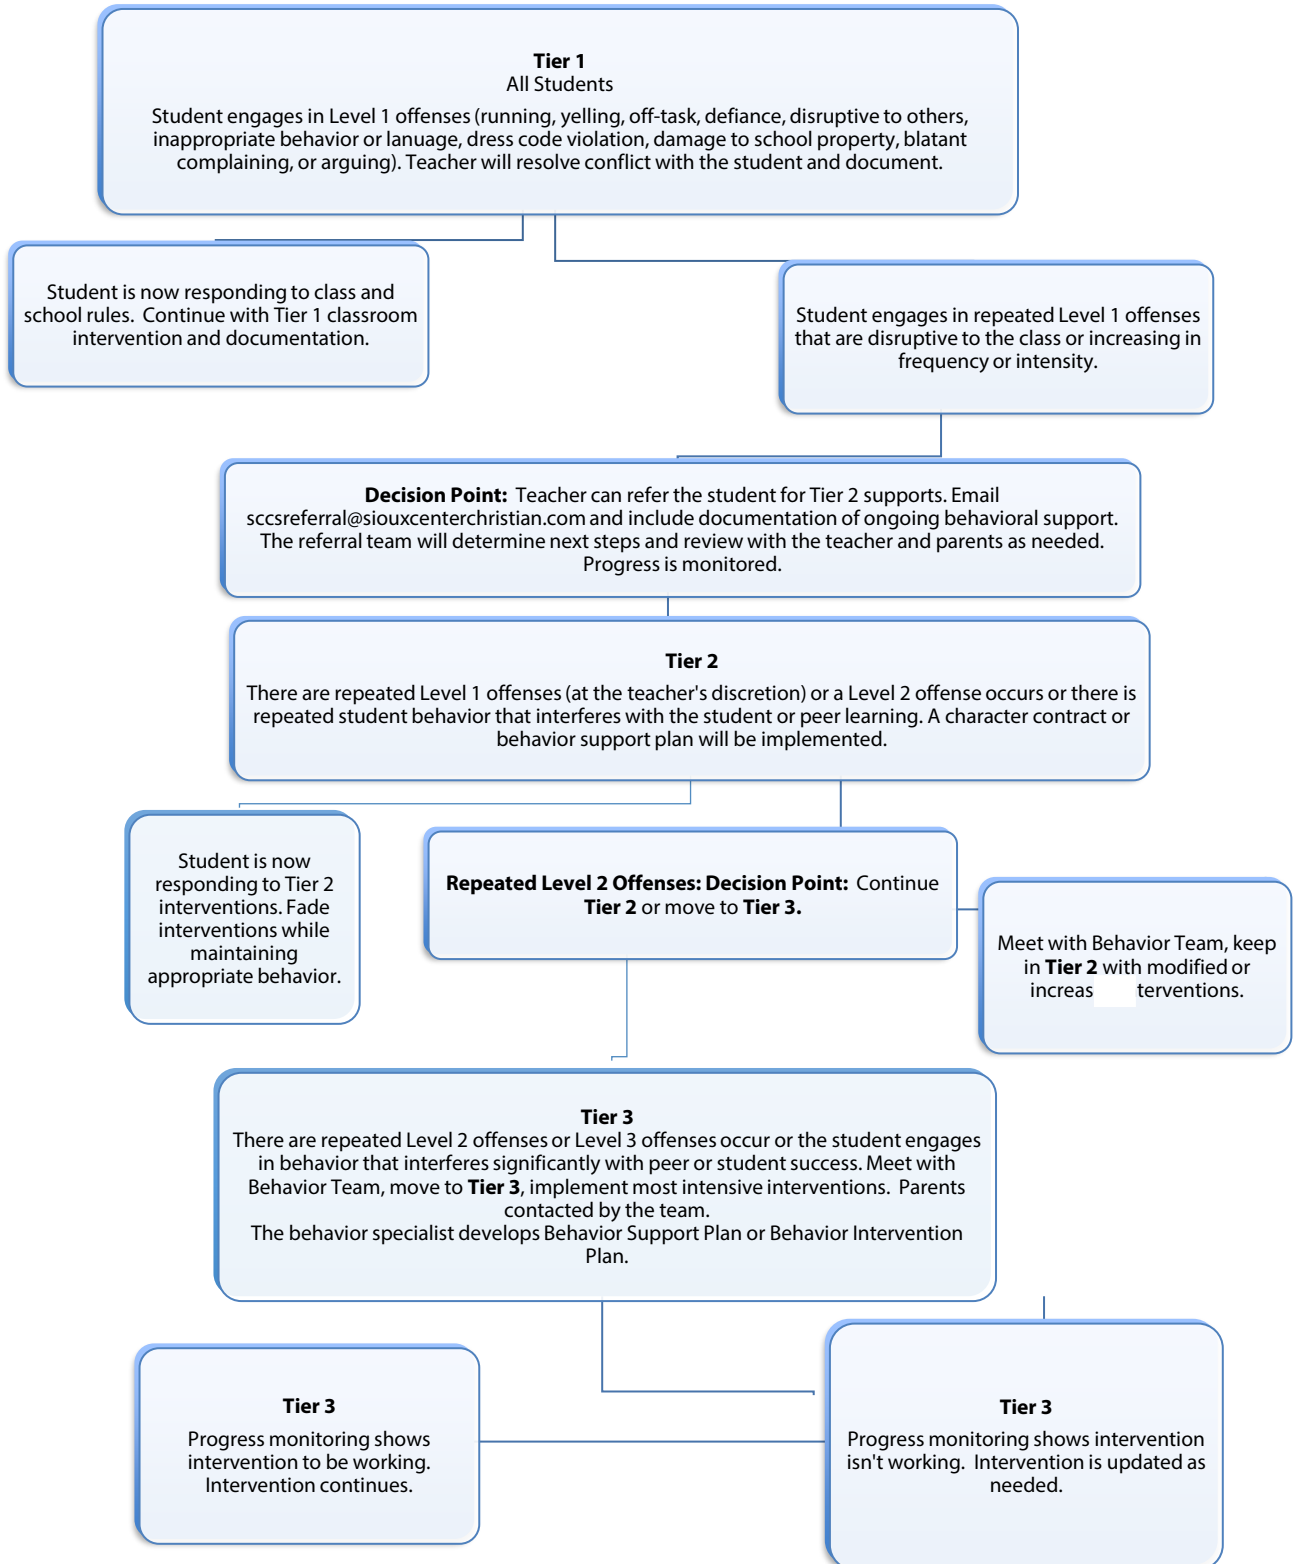 Tier 1
All Students
Student engages in Level 1 offenses (running, yelling, off-task, defiance, disruptive to others,
inappropriate behavior or lanuage, dress code violation, damage to school property, blatant
complaining, or arguing). Teacher will resolve conflict with the student and document.
Student is now responding to class and
school rules. Continue with Tier 1 classroom
intervention and documentation.
Student engages in repeated Level 1 offenses
that are disruptive to the class or increasing in
frequency or intensity.
Decision Point: Teacher can refer the student for Tier 2 supports. Email
sccsreferral@siouxcenterchristian.com and include documentation of ongoing behavioral support.
The referral team will determine next steps and review with the teacher and parents as needed.
Progress is monitored.
Tier 2
There are repeated Level 1 offenses (at the teacher's discretion) or a Level 2 offense occurs or there is
repeated student behavior that interferes with the student or peer learning. A character contract or
behavior support plan will be implemented.
Student is now
responding to Tier 2
interventions. Fade
interventions while
maintaining
appropriate behavior.
Repeated Level 2 Offenses: Decision Point: Continue
Tier 2 or move to Tier 3.
Meet with Behavior Team, keep
in Tier 2 with modified or
increas terventions.
Tier 3
There are repeated Level 2 offenses or Level 3 offenses occur or the student engages
in behavior that interferes significantly with peer or student success. Meet with
Behavior Team, move to Tier 3, implement most intensive interventions. Parents
contacted by the team.
The behavior specialist develops Behavior Support Plan or Behavior Intervention
Plan.
Tier 3
Progress monitoring shows
intervention to be working.
Intervention continues.
Tier 3
Progress monitoring shows intervention
isn't working. Intervention is updated as
needed.